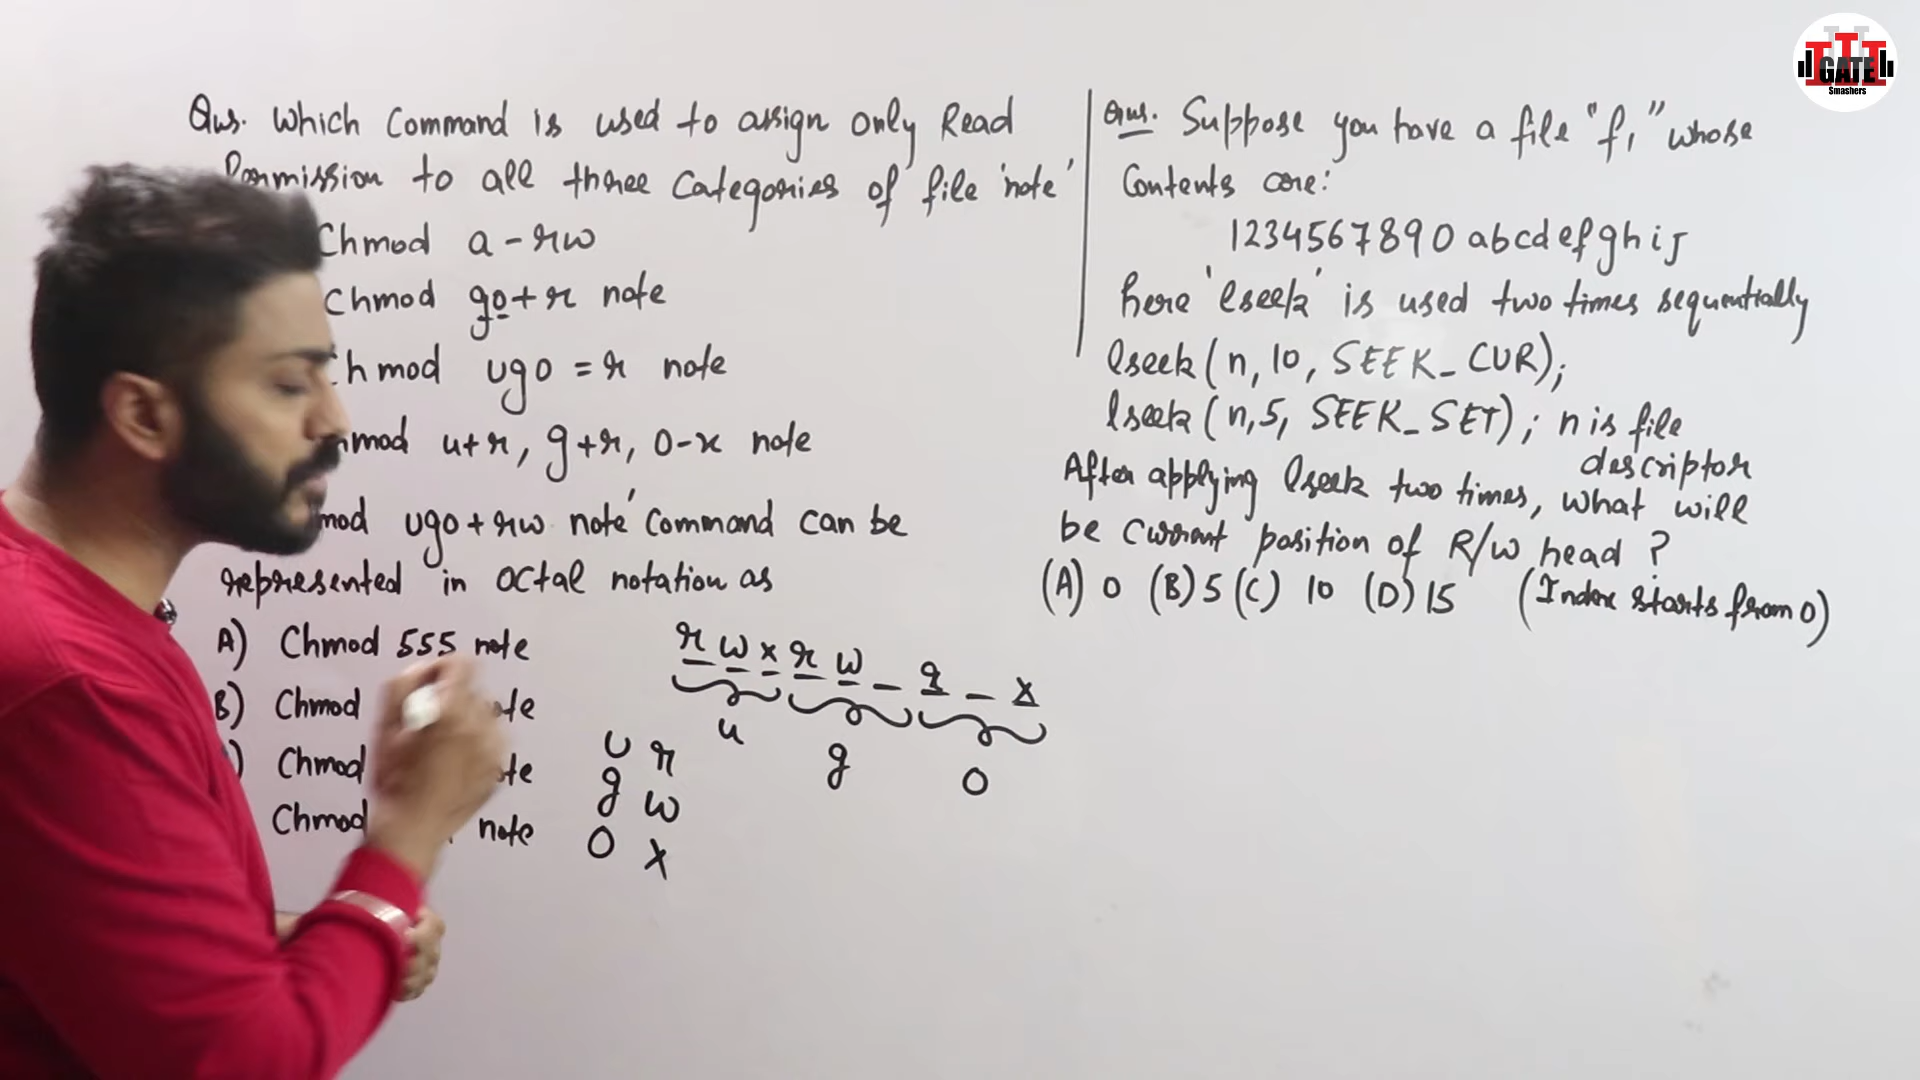 Qus. Which Command is used to assign only Read
Permission to all three Categories of file 'note'
Chmod a-rw
Chmod go+r note
hmod ugo=r note
mod u+r, g+r, o-x note
mod ugo+rw note' Command can be
represented in octal notation as
A) Chmod 555 note
B) Chmod
) Chmod
Chmod note
r w x r w - r - x
u g o
u r
g w
o x
Qus. Suppose you have a file "f1" whose
Contents are:
1234567890abcdefghij
here 'lseek' is used two times sequentially
lseek(n,10, SEEK_CUR);
lseek(n,5, SEEK_SET); n is file
descriptor
After applying lseek two times, what will
be current position of R/W head?
(A) 0 (B) 5 (C) 10 (D) 15 (Index starts from 0)
GATE
Smashers